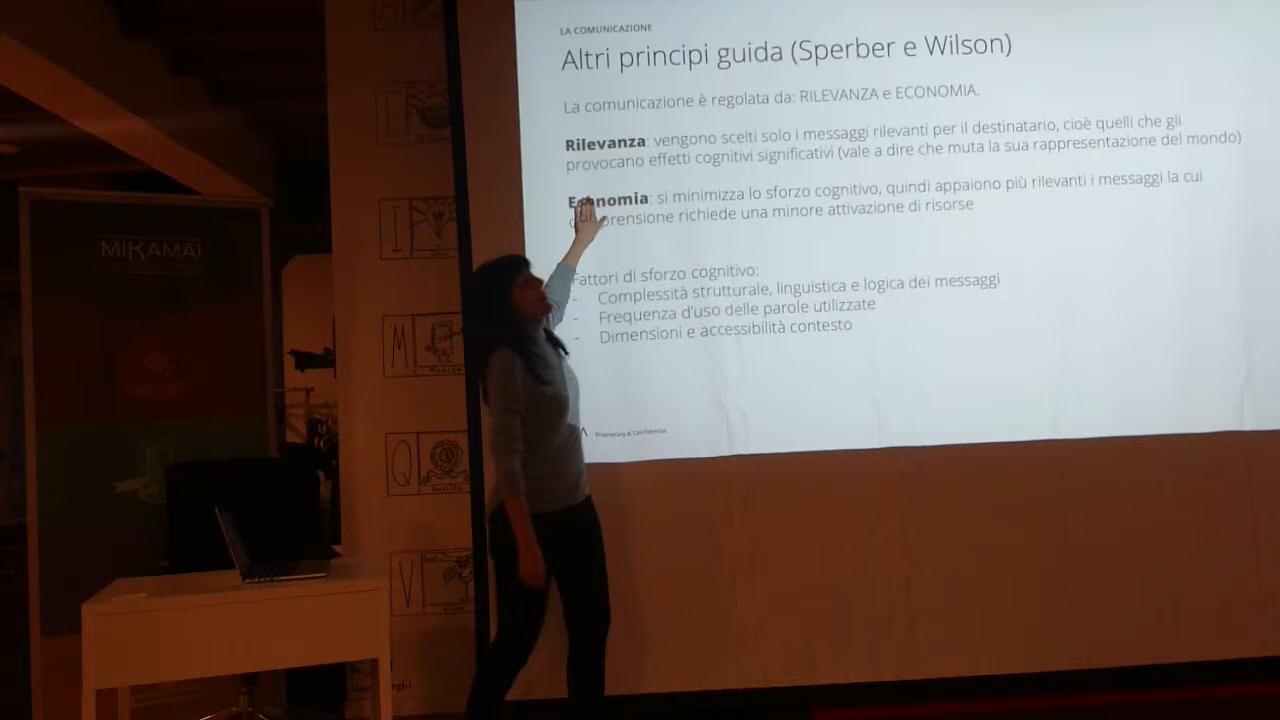 LA COMUNICAZIONE
Altri principi guida (Sperber e Wilson)
La comunicazione è regolata da: RILEVANZA e ECONOMIA.
Rilevanza: vengono scelti solo i messaggi rilevanti per il destinatario, cioè quelli che gli
provocano effetti cognitivi significativi (vale a dire che muta la sua rappresentazione del mondo)
Economia: si minimizza lo sforzo cognitivo, quindi appaiono più rilevanti i messaggi la cui
comprensione richiede una minore attivazione di risorse
Fattori di sforzo cognitivo:
- Complessità strutturale, linguistica e logica dei messaggi
- Frequenza d'uso delle parole utilizzate
- Dimensioni e accessibilità contesto
Proprietary & Confidential
MIKAMAI
I
M
Q
V